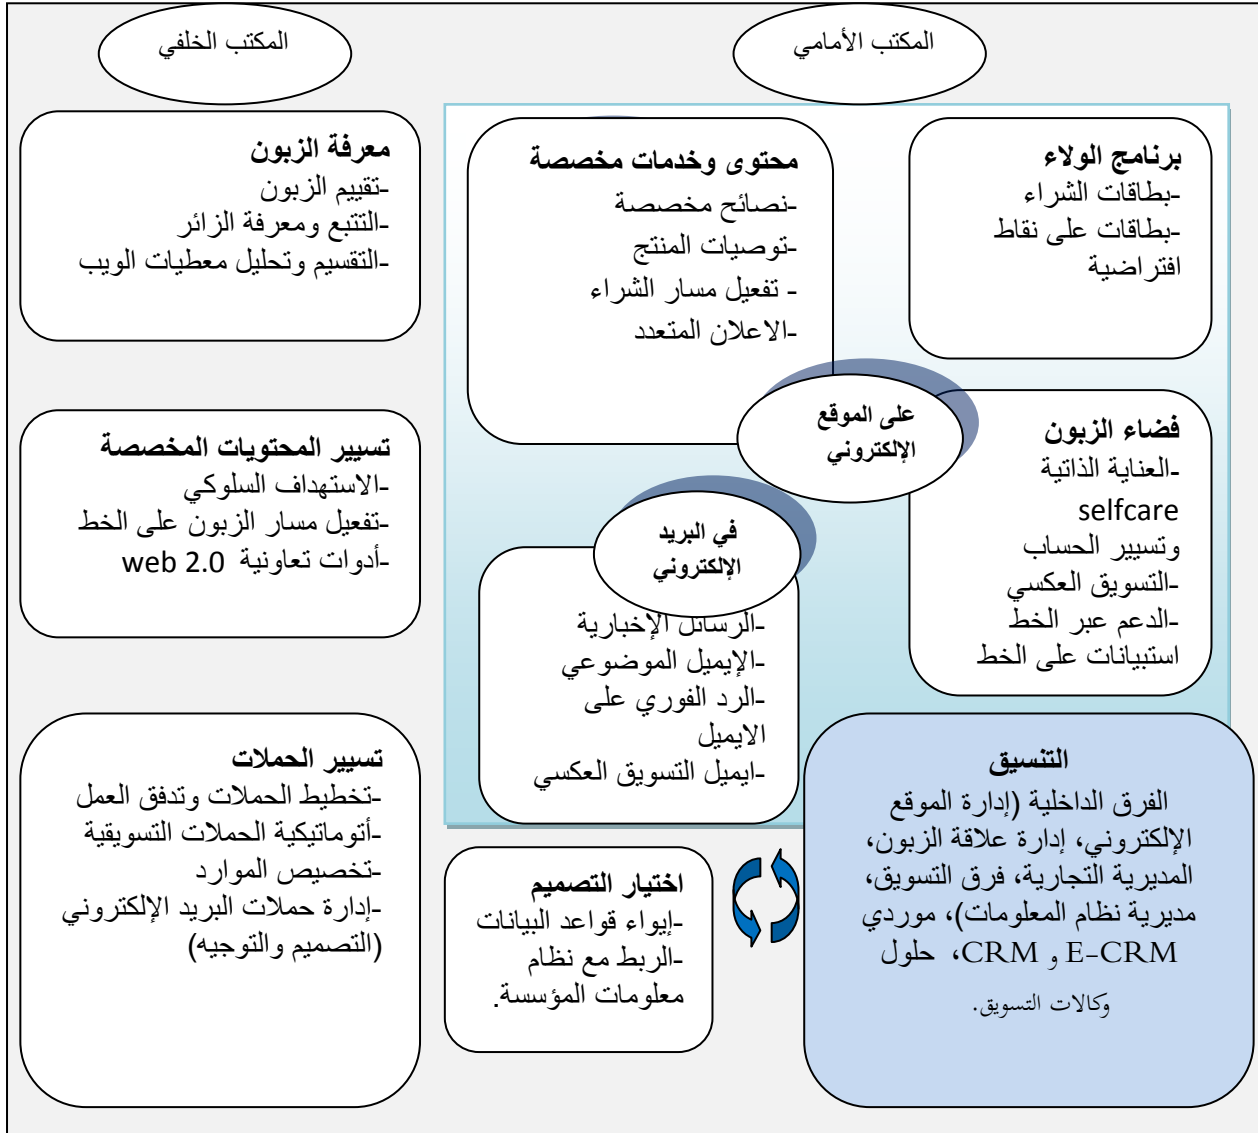 المكتب الأمامي
المكتب الخلفي
برنامج الولاء
-بطاقات الشراء
-بطاقات على نقاط
افتراضية
محتوى وخدمات مخصصة
-نصائح مخصصة
-توصيات المنتج
- تفعيل مسار الشراء
-الاعلان المتعدد
على الموقع
الإلكتروني
فضاء الزبون
-العناية الذاتية
selfcare
وتسيير الحساب
-التسويق العكسي
-الدعم عبر الخط
استبيانات على الخط
في البريد
الإلكتروني
-الرسائل الإخبارية
-الإيميل الموضوعي
-الرد الفوري على
الايميل
-ايميل التسويق العكسي
معرفة الزبون
-تقييم الزبون
-التتبع ومعرفة الزائر
-التقسيم وتحليل معطيات الويب
تسيير المحتويات المخصصة
-الاستهداف السلوكي
-تفعيل مسار الزبون على الخط
-أدوات تعاونية web 2.0
تسيير الحملات
-تخطيط الحملات وتدفق العمل
-أتوماتيكية الحملات التسويقية
-تخصيص الموارد
-إدارة حملات البريد الإلكتروني
(التصميم والتوجيه)
التنسيق
الفرق الداخلية (إدارة الموقع
الإلكتروني، إدارة علاقة الزبون،
المديرية التجارية، فرق التسويق،
مديرية نظام المعلومات)، موردي
حلول ،CRM و E-CRM
وكالات التسويق.
اختيار التصميم
-إيواء قواعد البيانات
-الربط مع نظام
معلومات المؤسسة.